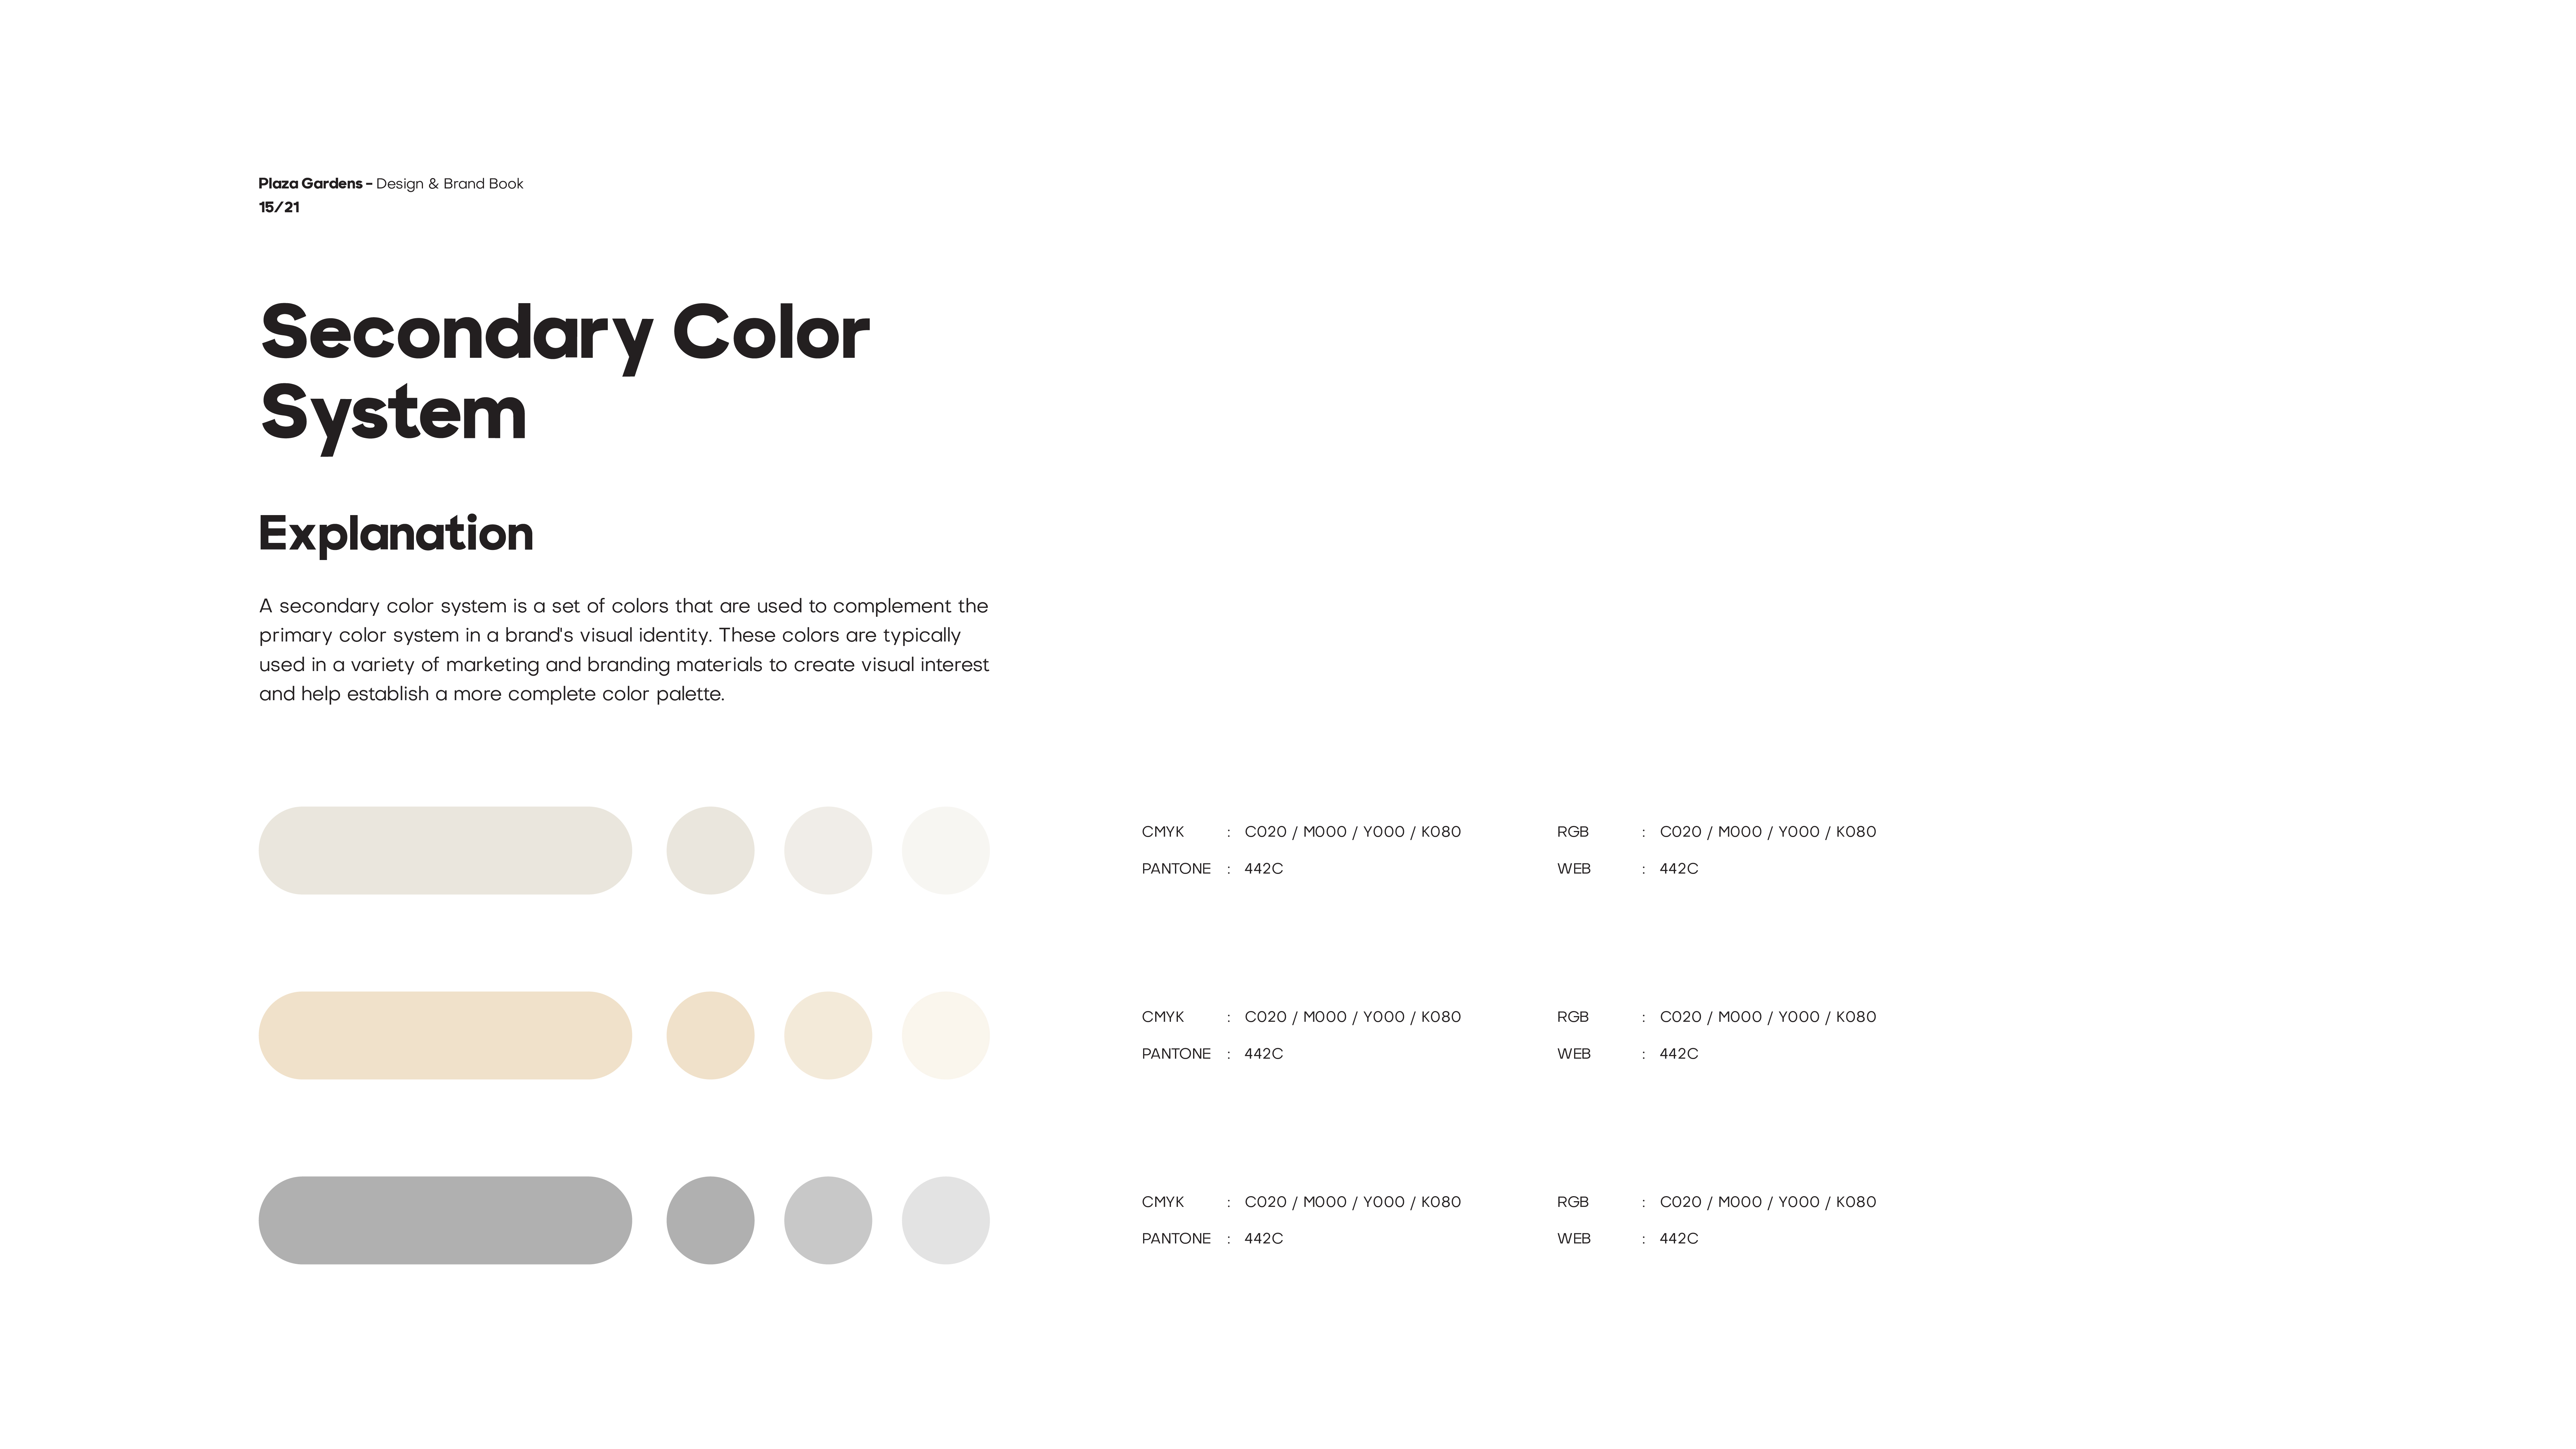 Plaza Gardens - Design & Brand Book
15/21
Secondary Color
System
Explanation
A secondary color system is a set of colors that are used to complement the
primary color system in a brand's visual identity. These colors are typically
used in a variety of marketing and branding materials to create visual interest
and help establish a more complete color palette.
CMYK : C020 / M000 / Y000 / K080 RGB : C020 / M000 / Y000 / K080
PANTONE : 442C WEB : 442C
CMYK : C020 / M000 / Y000 / K080 RGB : C020 / M000 / Y000 / K080
PANTONE : 442C WEB : 442C
CMYK : C020 / M000 / Y000 / K080 RGB : C020 / M000 / Y000 / K080
PANTONE : 442C WEB : 442C